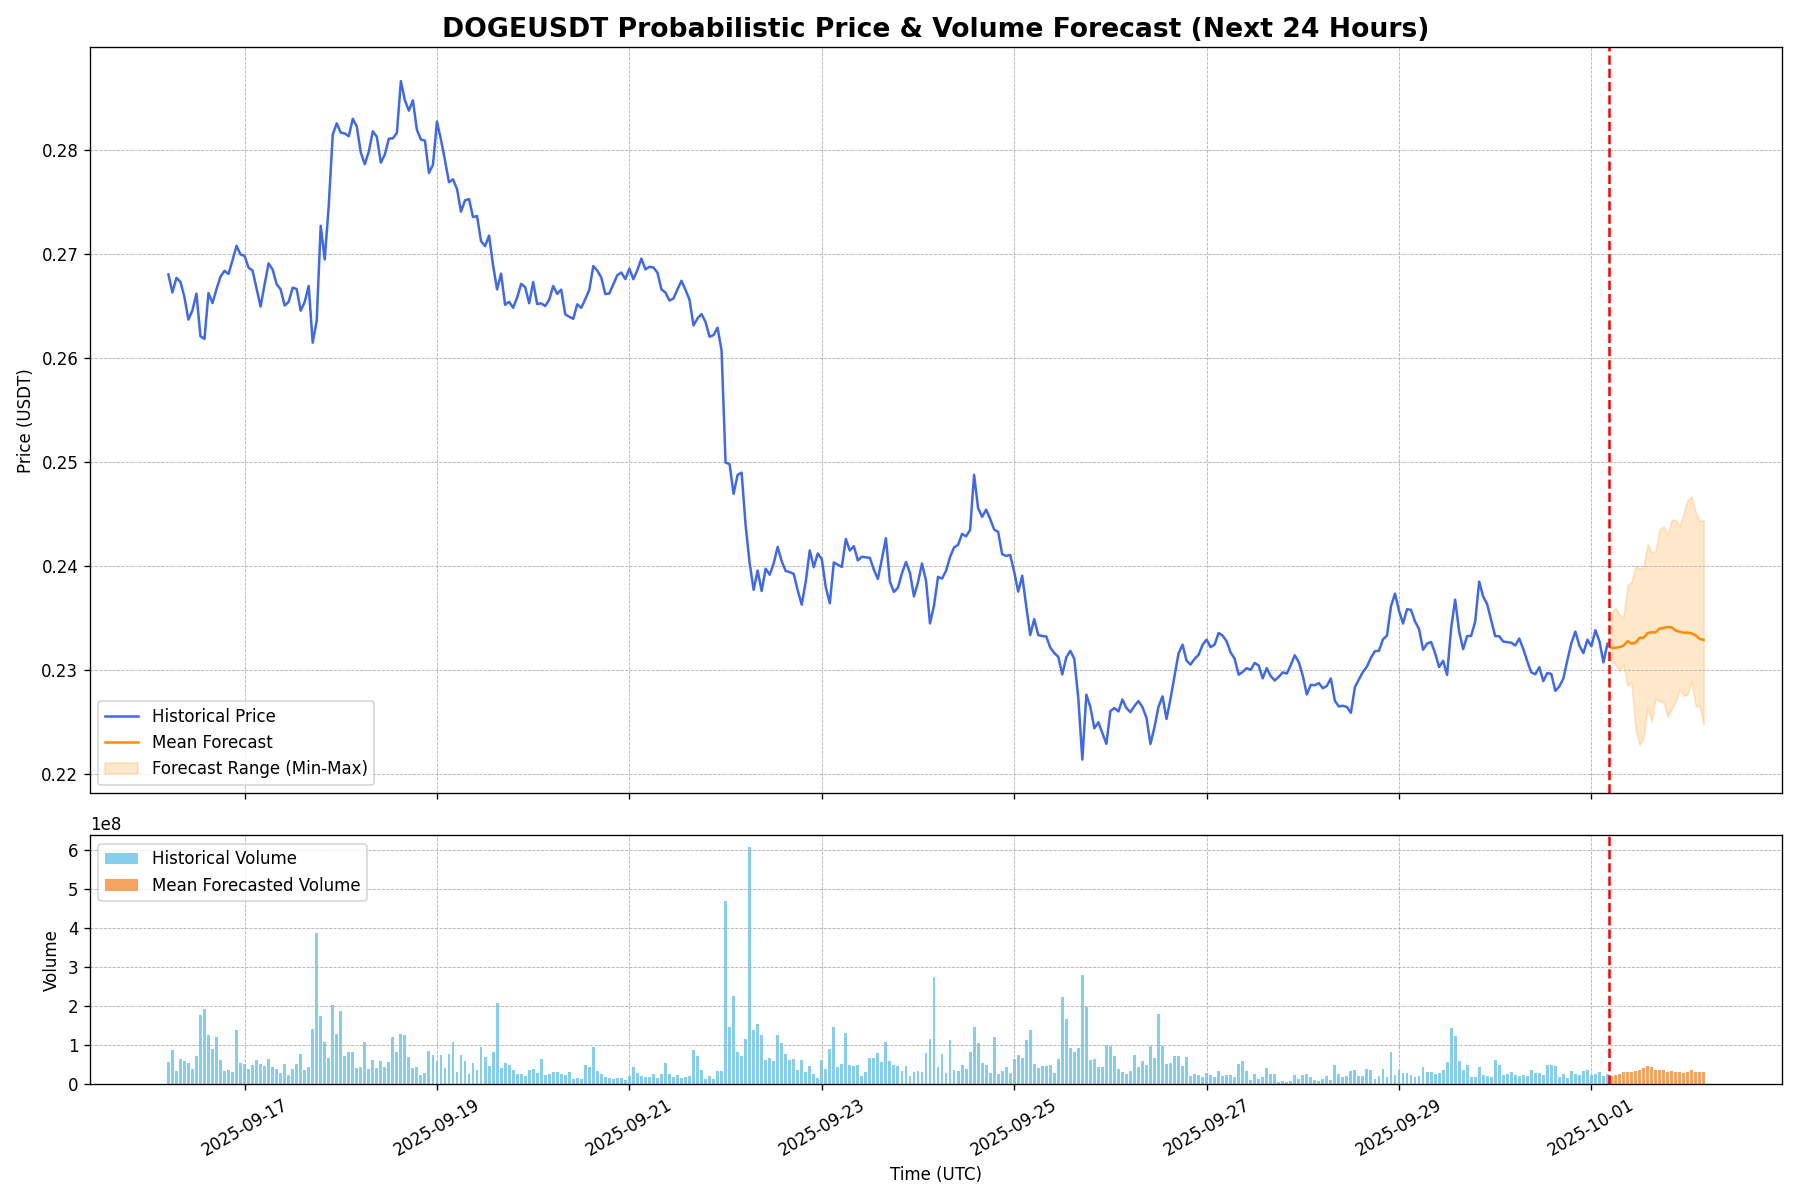 DOGEUSDT Probabilistic Price & Volume Forecast (Next 24 Hours)
Price (USDT)
0.28
0.27
0.26
0.25
0.24
0.23
0.22
Historical Price
Mean Forecast
Forecast Range (Min-Max)
1e8
Volume
6
5
4
3
2
1
0
Historical Volume
Mean Forecasted Volume
2025-09-17
2025-09-19
2025-09-21
2025-09-23
2025-09-25
2025-09-27
2025-09-29
2025-10-01
Time (UTC)